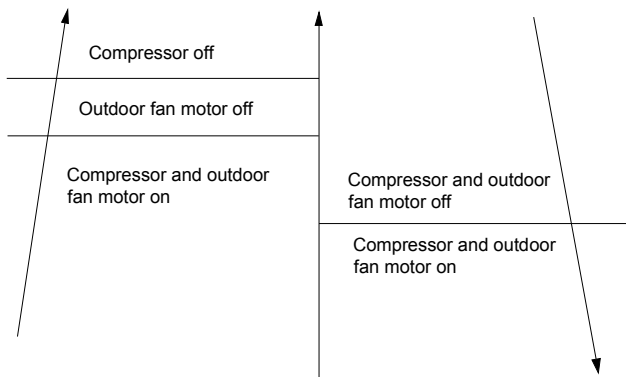 Compressor off
Outdoor fan motor off
Compressor and outdoor
fan motor on
Compressor and outdoor
fan motor off
Compressor and outdoor
fan motor on